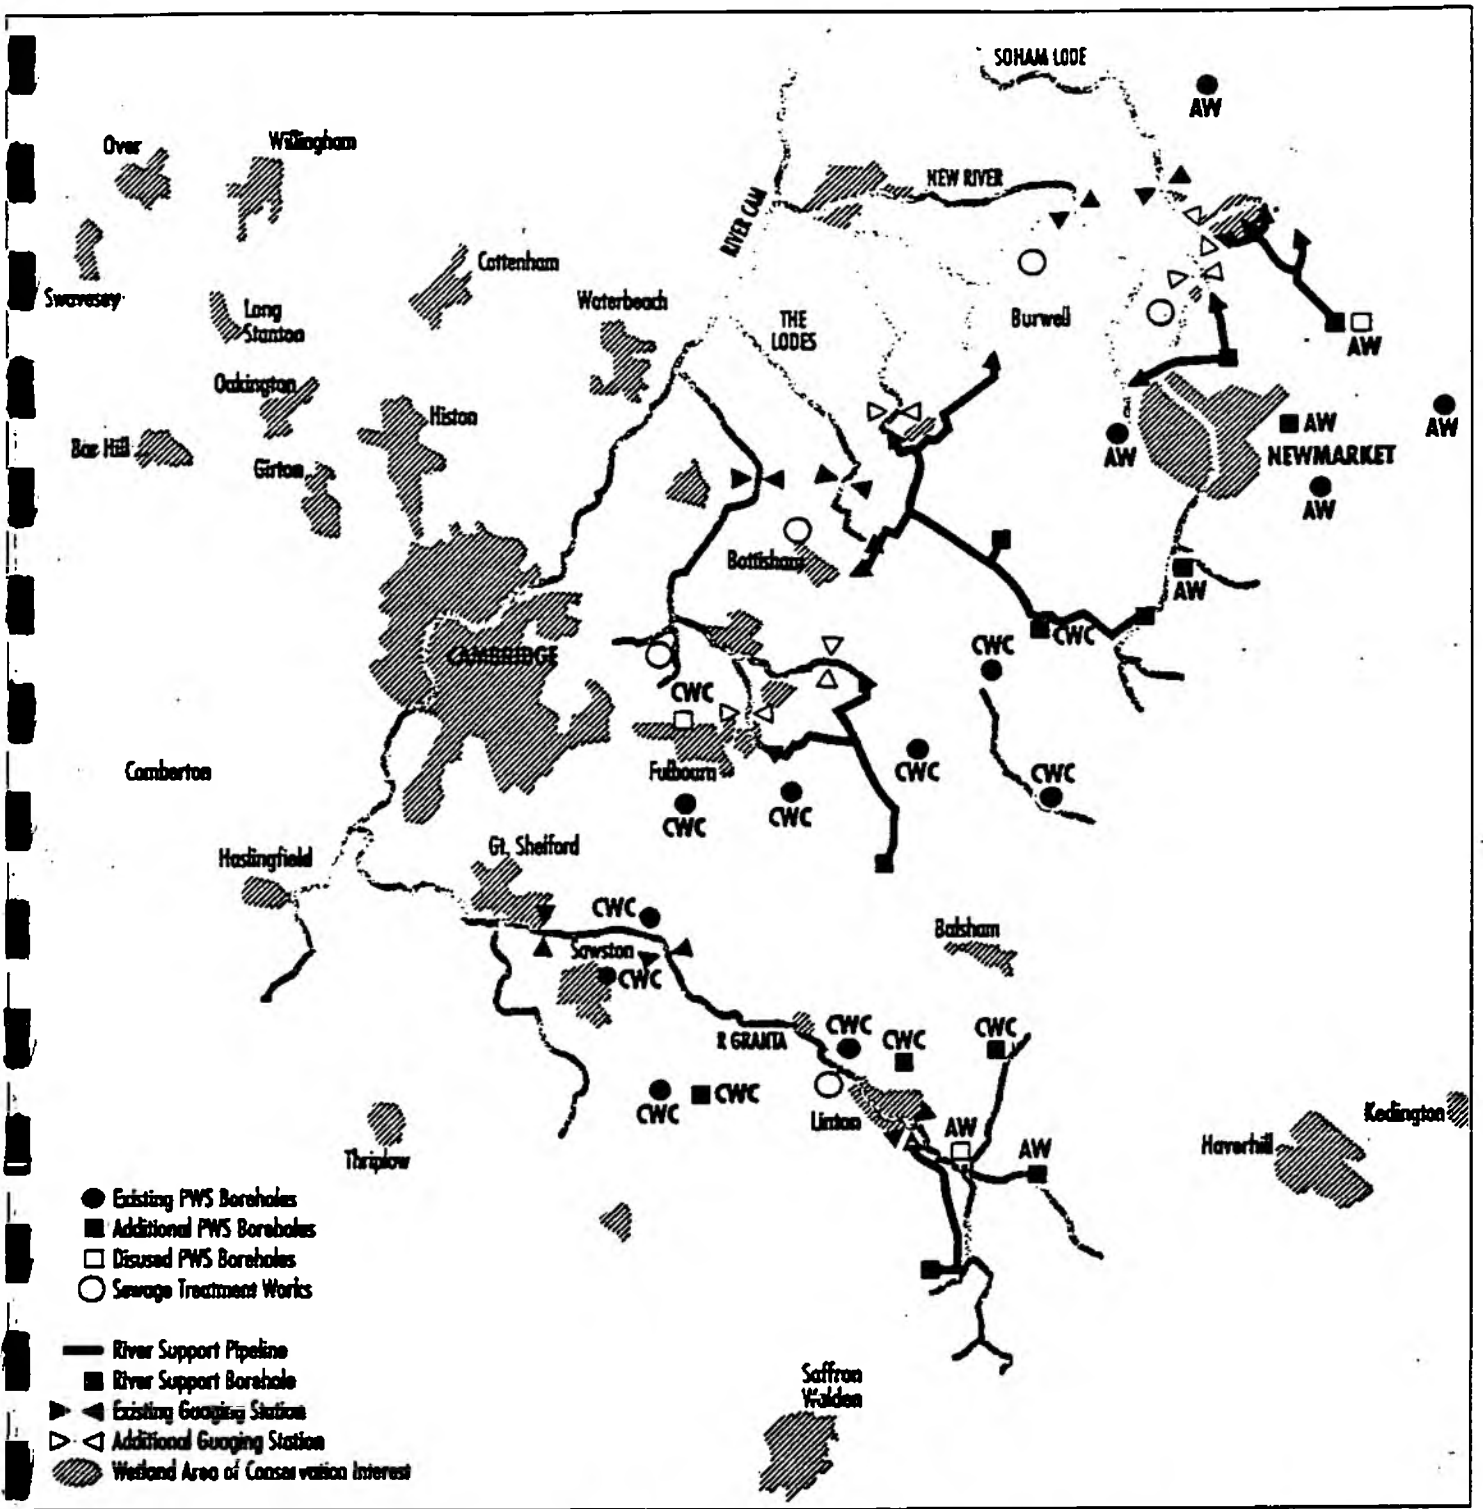 SOHAM LODE
AW
Over
Willingham
NEW RIVER
RIVER CAM
Cottenham
Swavesey
Waterbeach
Long
Stanton
THE
LODES
Burwell
AW
Oakington
Histon
Bar Hill
Girton
AW
AW
NEWMARKET
AW
AW
Bottisham
AW
CWC
CWC
CAMBRIDGE
CWC
Comberton
Fulbourn
CWC
CWC
CWC
CWC
Haslingfield
Gt. Shelford
CWC
Balsham
Sawston
CWC
R GRANTA
CWC
CWC
CWC
CWC
CWC
Linton
AW
AW
Kedington
Haverhill
Thriplow
Existing PWS Boreholes
Additional PWS Boreholes
Disused PWS Boreholes
Sewage Treatment Works
River Support Pipeline
River Support Borehole
Existing Guaging Station
Additional Guaging Station
Wetland Area of Conservation Interest
Saffron
Walden